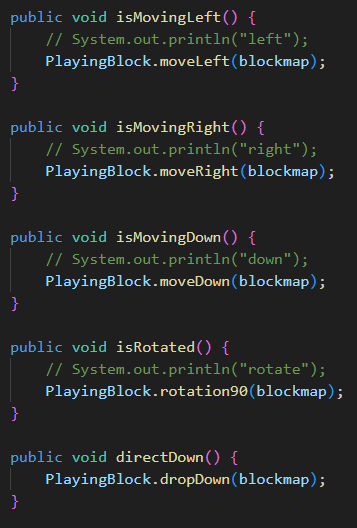 public void isMovingLeft() {
    // System.out.println("left");
    PlayingBlock.moveLeft(blockmap);
}
public void isMovingRight() {
    // System.out.println("right");
    PlayingBlock.moveRight(blockmap);
}
public void isMovingDown() {
    // System.out.println("down");
    PlayingBlock.moveDown(blockmap);
}
public void isRotated() {
    // System.out.println("rotate");
    PlayingBlock.rotation90(blockmap);
}
public void directDown() {
    PlayingBlock.dropDown(blockmap);
}